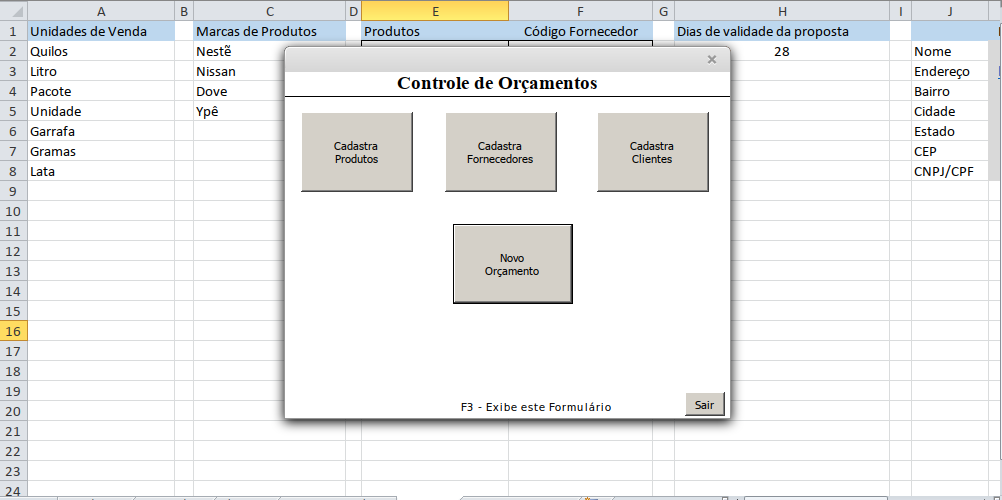 A B C D E F G H I J
1 Unidades de Venda Marcas de Produtos Produtos Código Fornecedor Dias de validade da proposta
2 Quilos Nestẽ 28 Nome
3 Litro Nissan Endereço
4 Pacote Dove Bairro
5 Unidade Ypê Cidade
6 Garrafa Estado
7 Gramas CEP
8 Lata CNPJ/CPF
9
10
11
12
13
14
15
16
17
18
19
20
21
22
23
24
Controle de Orçamentos
Cadastra
Produtos
Cadastra
Fornecedores
Cadastra
Clientes
Novo
Orçamento
F3 - Exibe este Formulário
Sair